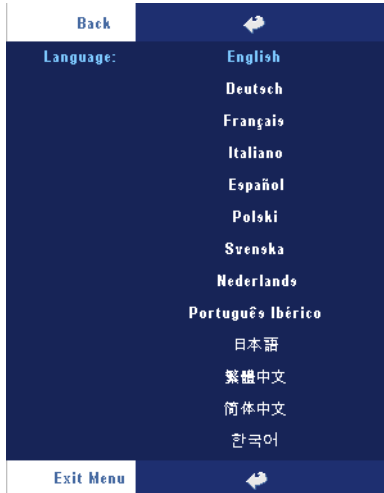 Back
Language: English
Deutsch
Français
Italiano
Español
Polski
Svenska
Nederlands
Português Ibérico
日本語
繁體中文
简体中文
한국어
Exit Menu